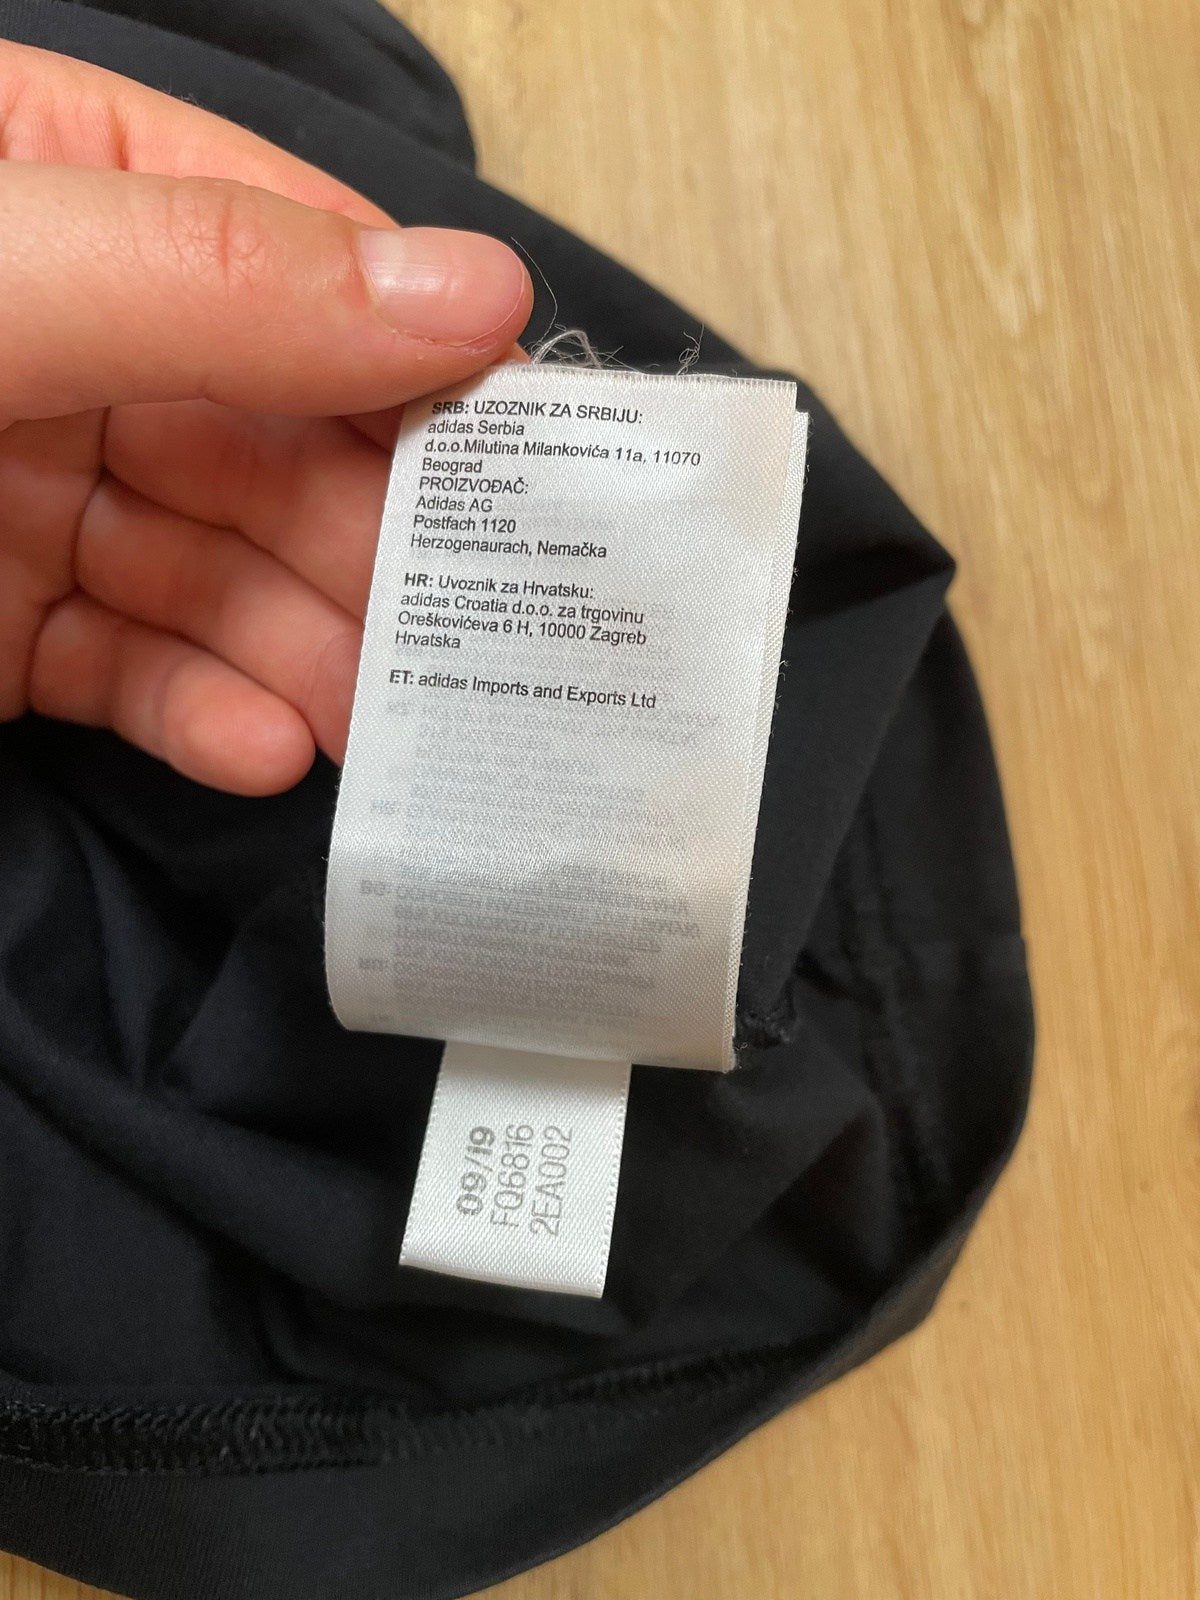 SRB: UZOZNIK ZA SRBIJU:
adidas Serbia
d.o.o.Milutina Milankovića 11a, 11070
Beograd
PROIZVOĐAČ:
Adidas AG
Postfach 1120
Herzogenaurach, Nemačka
HR: Uvoznik za Hrvatsku:
adidas Croatia d.o.o. za trgovinu
Oreškovićeva 6 H, 10000 Zagreb
Hrvatska
ET: adidas Imports and Exports Ltd
09/19
FQ6816
2EA002